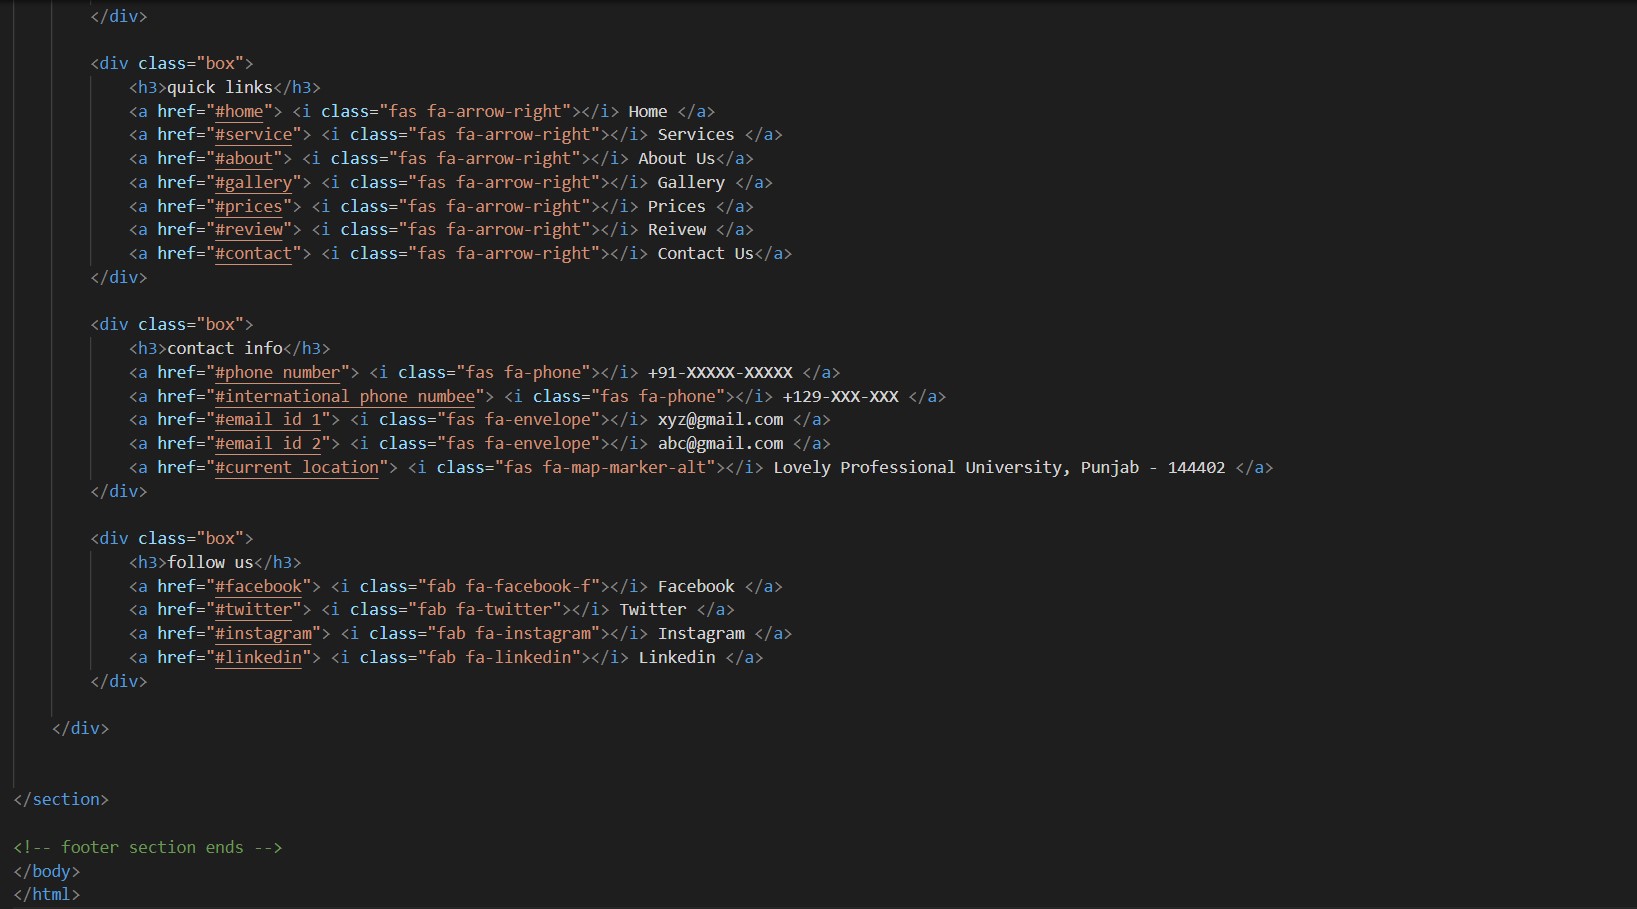 </div>
<div class="box">
<h3>quick links</h3>
<a href="#home"> <i class="fas fa-arrow-right"></i> Home </a>
<a href="#service"> <i class="fas fa-arrow-right"></i> Services </a>
<a href="#about"> <i class="fas fa-arrow-right"></i> About Us</a>
<a href="#gallery"> <i class="fas fa-arrow-right"></i> Gallery </a>
<a href="#prices"> <i class="fas fa-arrow-right"></i> Prices </a>
<a href="#review"> <i class="fas fa-arrow-right"></i> Reivew </a>
<a href="#contact"> <i class="fas fa-arrow-right"></i> Contact Us</a>
</div>
<div class="box">
<h3>contact info</h3>
<a href="#phone number"> <i class="fas fa-phone"></i> +91-XXXXX-XXXXX </a>
<a href="#international phone numbee"> <i class="fas fa-phone"></i> +129-XXX-XXX </a>
<a href="#email id 1"> <i class="fas fa-envelope"></i> xyz@gmail.com </a>
<a href="#email id 2"> <i class="fas fa-envelope"></i> abc@gmail.com </a>
<a href="#current location"> <i class="fas fa-map-marker-alt"></i> Lovely Professional University, Punjab - 144402 </a>
</div>
<div class="box">
<h3>follow us</h3>
<a href="#facebook"> <i class="fab fa-facebook-f"></i> Facebook </a>
<a href="#twitter"> <i class="fab fa-twitter"></i> Twitter </a>
<a href="#instagram"> <i class="fab fa-instagram"></i> Instagram </a>
<a href="#linkedin"> <i class="fab fa-linkedin"></i> Linkedin </a>
</div>
</div>
</section>
<!-- footer section ends -->
</body>
</html>